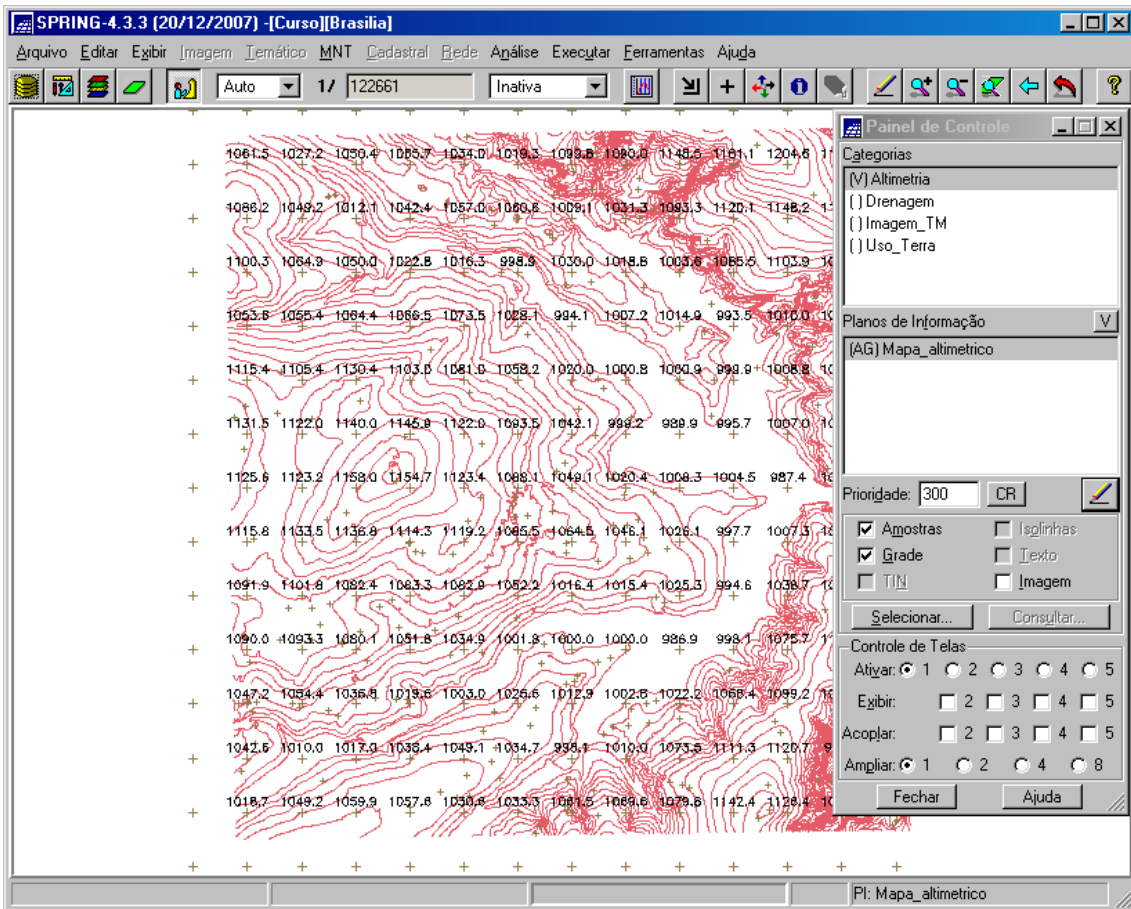 SPRING-4.3.3 (20/12/2007) -[Curso][Brasilia]
Arquivo Editar Exibir Imagem Temático MNT Cadastral Rede Análise Executar Ferramentas Ajuda
Auto 1/ 122661 Inativa
Painel de Controle
Categorias
(V) Altimetria
( ) Drenagem
( ) Imagem_TM
( ) Uso_Terra
Planos de Informação V
(AG) Mapa_altimetrico
Prioridade: 300 CR
Amostras Isolinhas
Grade Texto
TIN Imagem
Selecionar... Consultar...
Controle de Telas
Ativar: 1 2 3 4 5
Exibir: 2 3 4 5
Acoplar: 2 3 4 5
Ampliar: 1 2 4 8
Fechar Ajuda
1061.5 1027.2 1050.4 1065.7 1034.0 1019.3 1099.8 1090.0 1148.5 1161.1 1204.6
1086.2 1049.2 1012.1 1042.4 1057.0 1060.6 1009.1 1031.3 1093.3 1120.1 1148.2
1100.3 1064.9 1050.0 1022.8 1016.3 998.9 1030.0 1018.6 1003.6 1065.5 1103.9
1053.6 1055.4 1064.4 1066.5 1073.5 1028.1 994.1 1007.2 1014.9 993.5 1010.0
1115.4 1105.4 1130.4 1103.0 1081.0 1058.2 1020.0 1000.8 1000.9 999.9 1008.8
1131.5 1122.0 1140.0 1145.9 1122.0 1093.5 1042.1 999.2 989.9 995.7 1007.0
1125.6 1123.2 1158.0 1154.7 1123.4 1088.1 1049.1 1020.4 1008.3 1004.5 987.4
1115.8 1133.5 1136.8 1144.3 1119.2 1085.5 1064.5 1046.1 1026.1 997.7 1007.3
1091.9 1101.8 1082.4 1083.3 1082.9 1052.2 1016.4 1015.4 1025.3 994.6 1038.7
1090.0 1093.3 1080.1 1051.8 1034.9 1001.8 1000.0 1000.0 986.9 998.1 1075.7
1047.2 1054.4 1036.8 1019.6 1003.0 1025.6 1012.9 1002.8 1022.2 1068.4 1099.2
1042.6 1010.0 1017.0 1038.4 1049.1 1034.7 998.1 1010.0 1073.5 1111.3 1120.7
1018.7 1049.2 1059.9 1057.8 1030.8 1033.3 1061.5 1069.6 1079.8 1142.4 1128.4
PI: Mapa_altimetrico